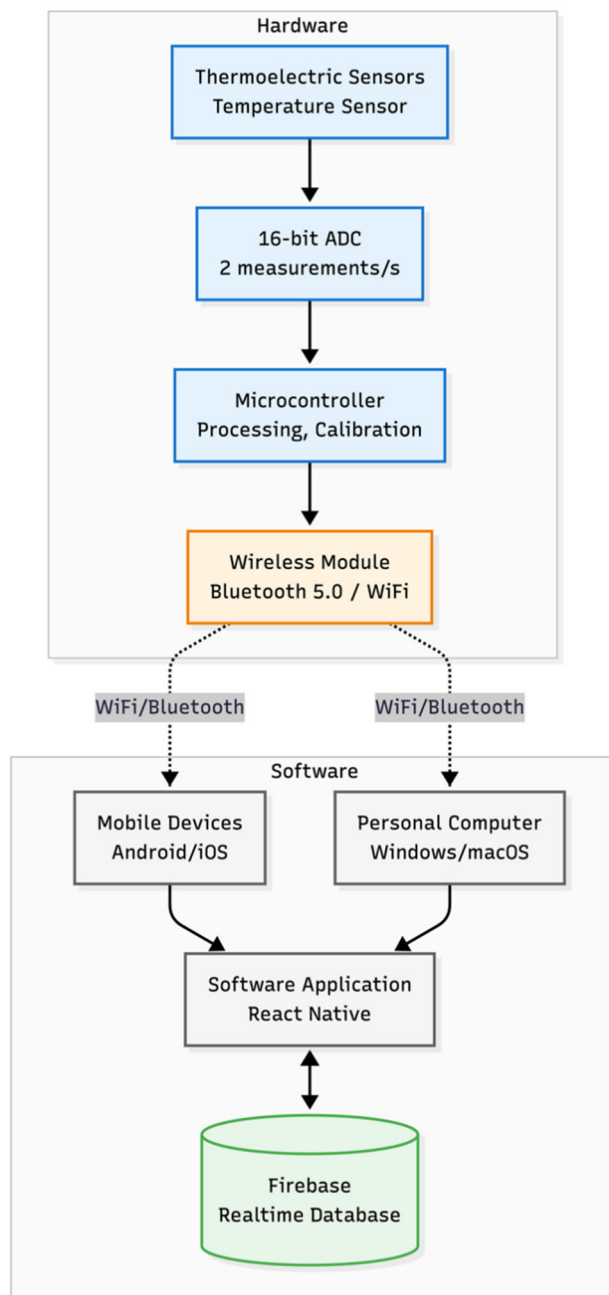 Hardware
Thermoelectric Sensors
Temperature Sensor
16-bit ADC
2 measurements/s
Microcontroller
Processing, Calibration
Wireless Module
Bluetooth 5.0 / WiFi
WiFi/Bluetooth
WiFi/Bluetooth
Software
Mobile Devices
Android/iOS
Personal Computer
Windows/macOS
Software Application
React Native
Firebase
Realtime Database